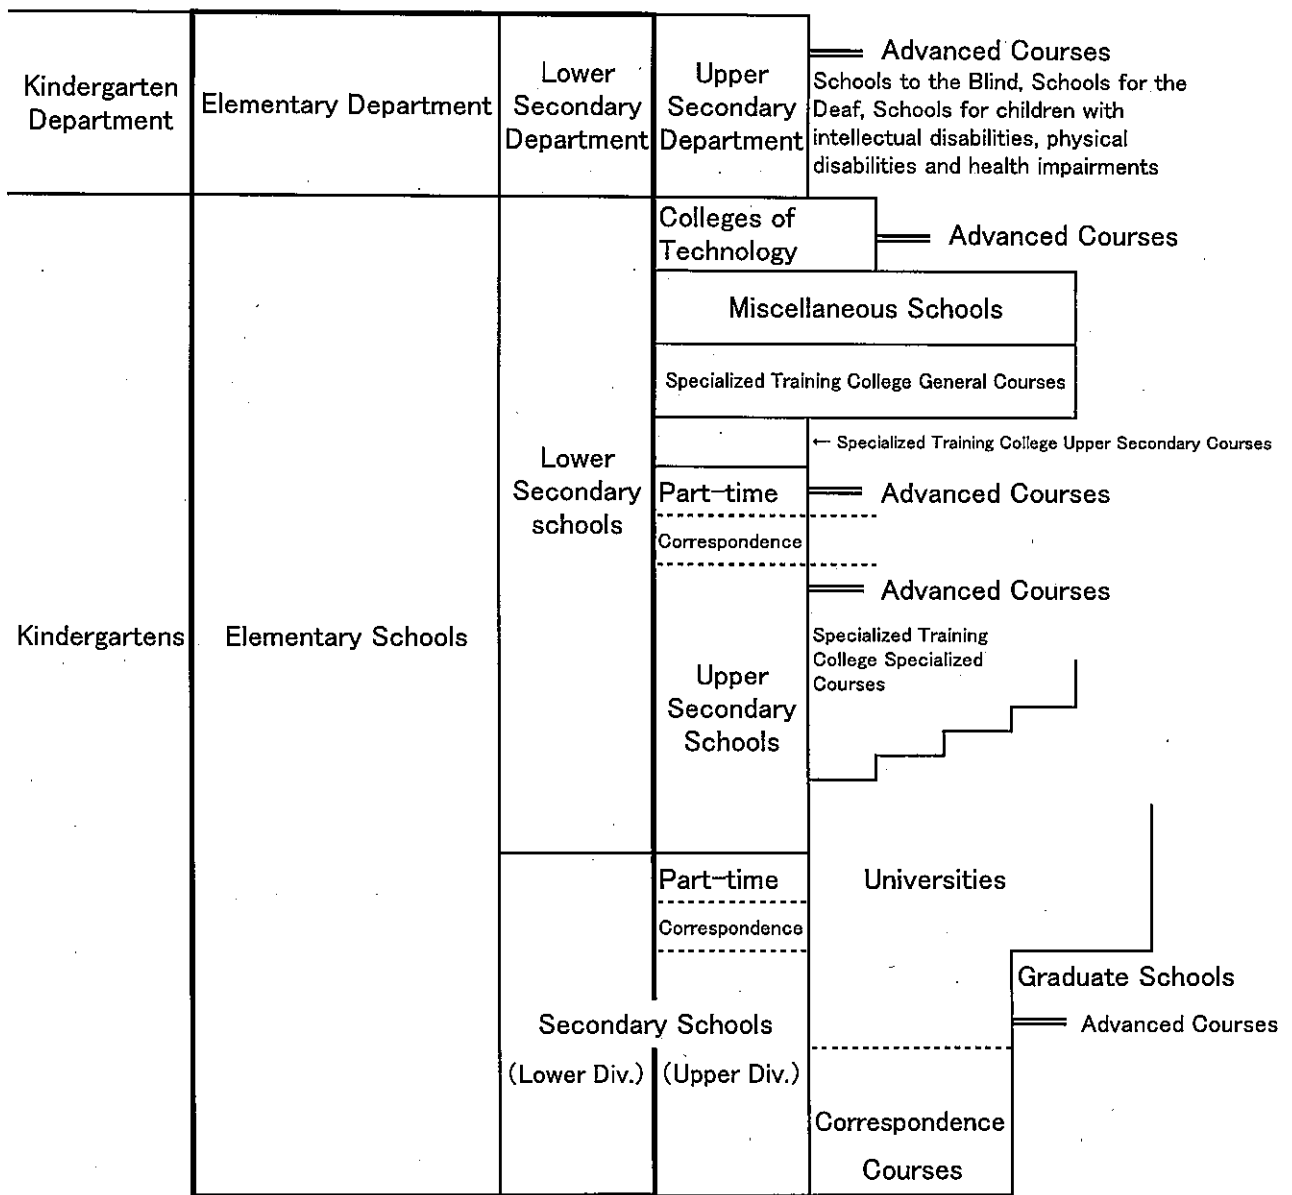 Kindergarten
Department
Elementary Department
Lower
Secondary
Department
Upper
Secondary
Department
Advanced Courses
Schools to the Blind, Schools for the
Deaf, Schools for children with
intellectual disabilities, physical
disabilities and health impairments
Colleges of
Technology
Advanced Courses
Miscellaneous Schools
Specialized Training College General Courses
← Specialized Training College Upper Secondary Courses
Lower
Secondary
schools
Part-time
Advanced Courses
Correspondence
Advanced Courses
Kindergartens
Elementary Schools
Upper
Secondary
Schools
Specialized Training
College Specialized
Courses
Part-time
Universities
Correspondence
Graduate Schools
Secondary Schools
Advanced Courses
(Lower Div.)
(Upper Div.)
Correspondence
Courses